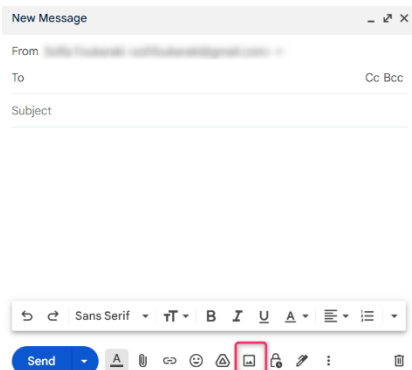 New Message
From
To Cc Bcc
Subject
Sans Serif
B I U A
Send A